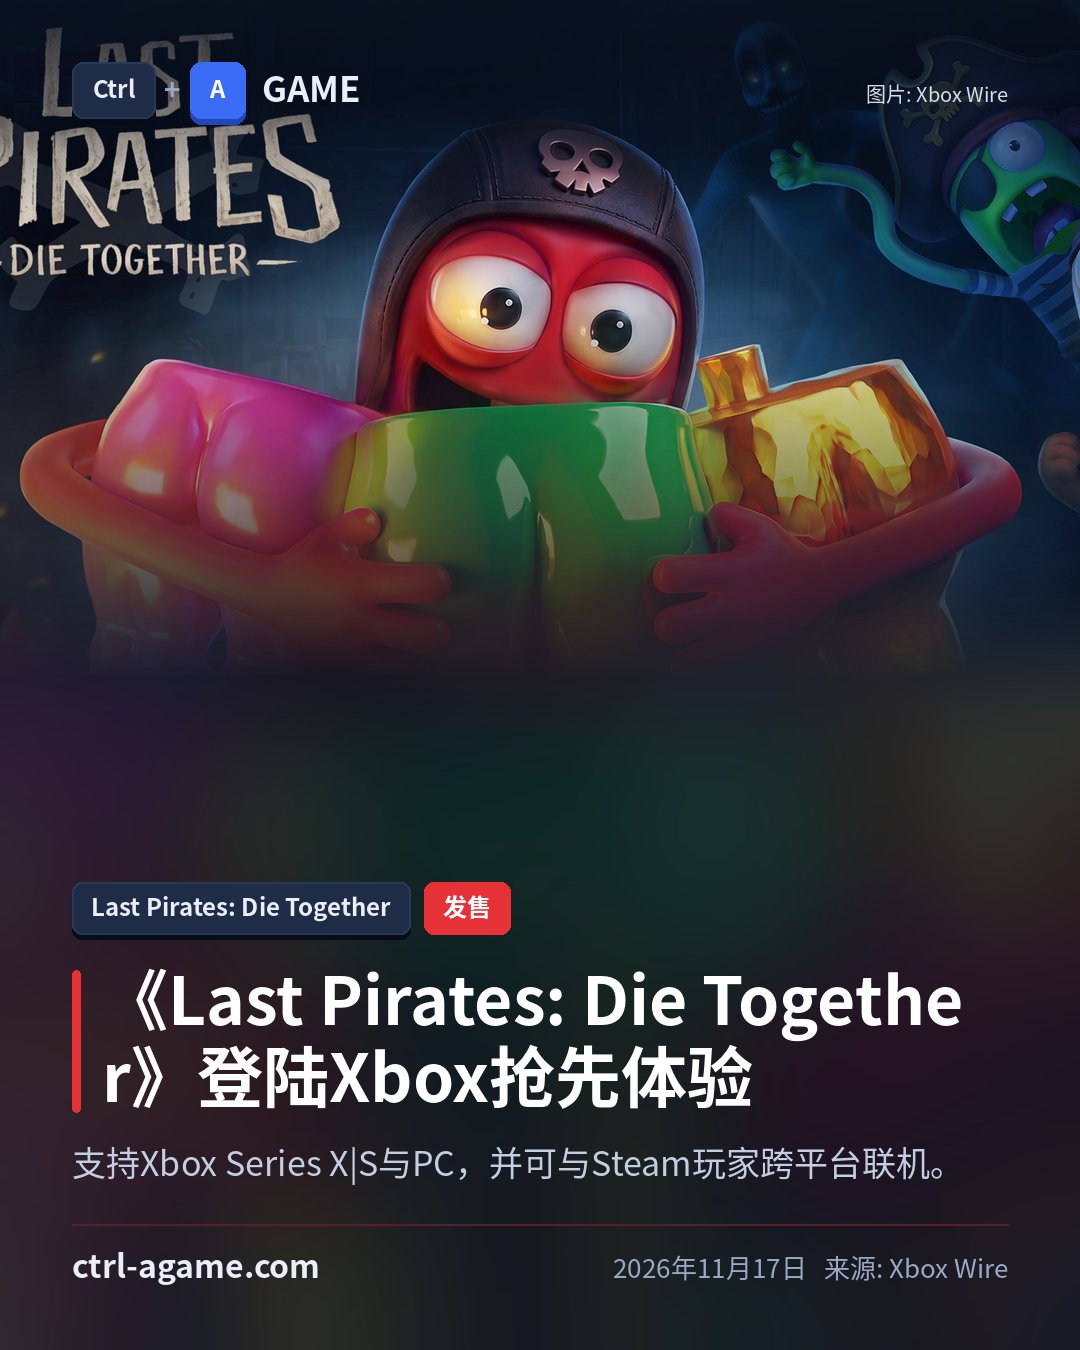 LAST
PIRATES
DIE TOGETHER
Ctrl + A GAME
图片: Xbox Wire
Last Pirates: Die Together 发售
《Last Pirates: Die Togethe
r》登陆Xbox抢先体验
支持Xbox Series X|S与PC，并可与Steam玩家跨平台联机。
ctrl-agame.com
2026年11月17日 来源: Xbox Wire